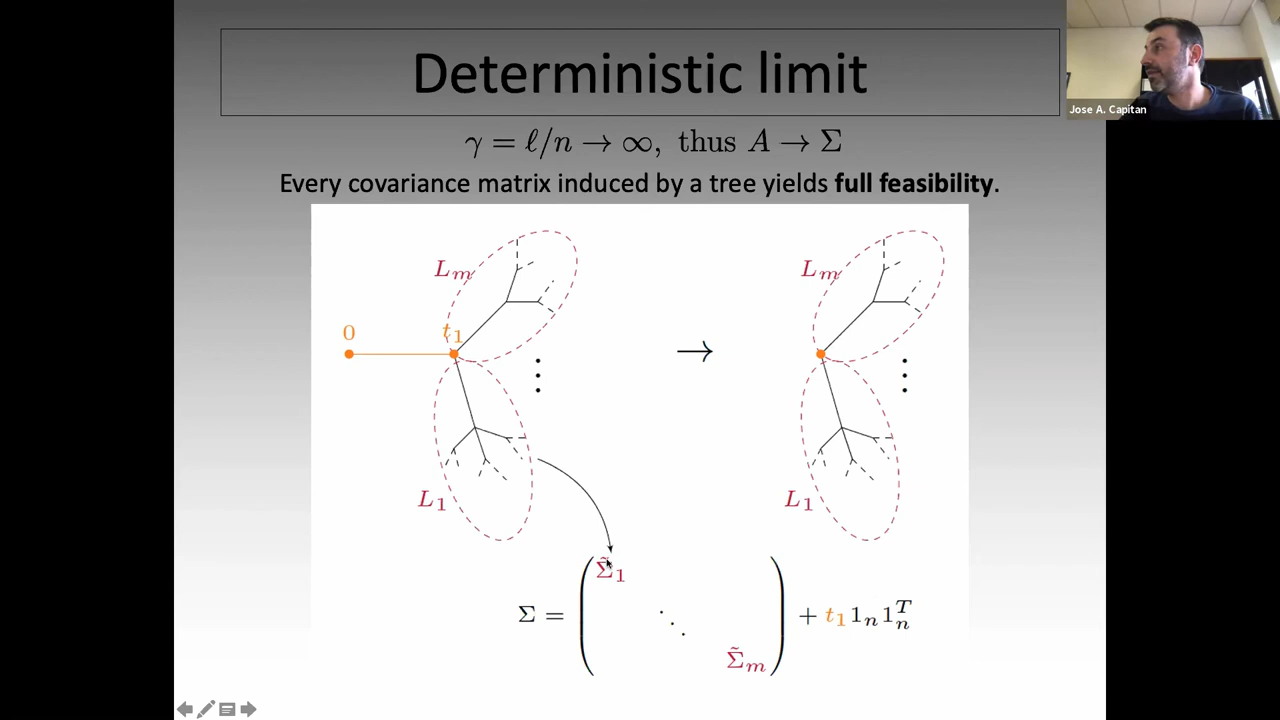 Deterministic limit
Jose A. Capitan
γ = ℓ/n → ∞, thus A → Σ
Every covariance matrix induced by a tree yields full feasibility.
L_m
L_m
0
t_1
→
L_1
L_1
Σ = ( Σ̃_1 ⋱ Σ̃_m ) + t_1 1_n 1_n^T